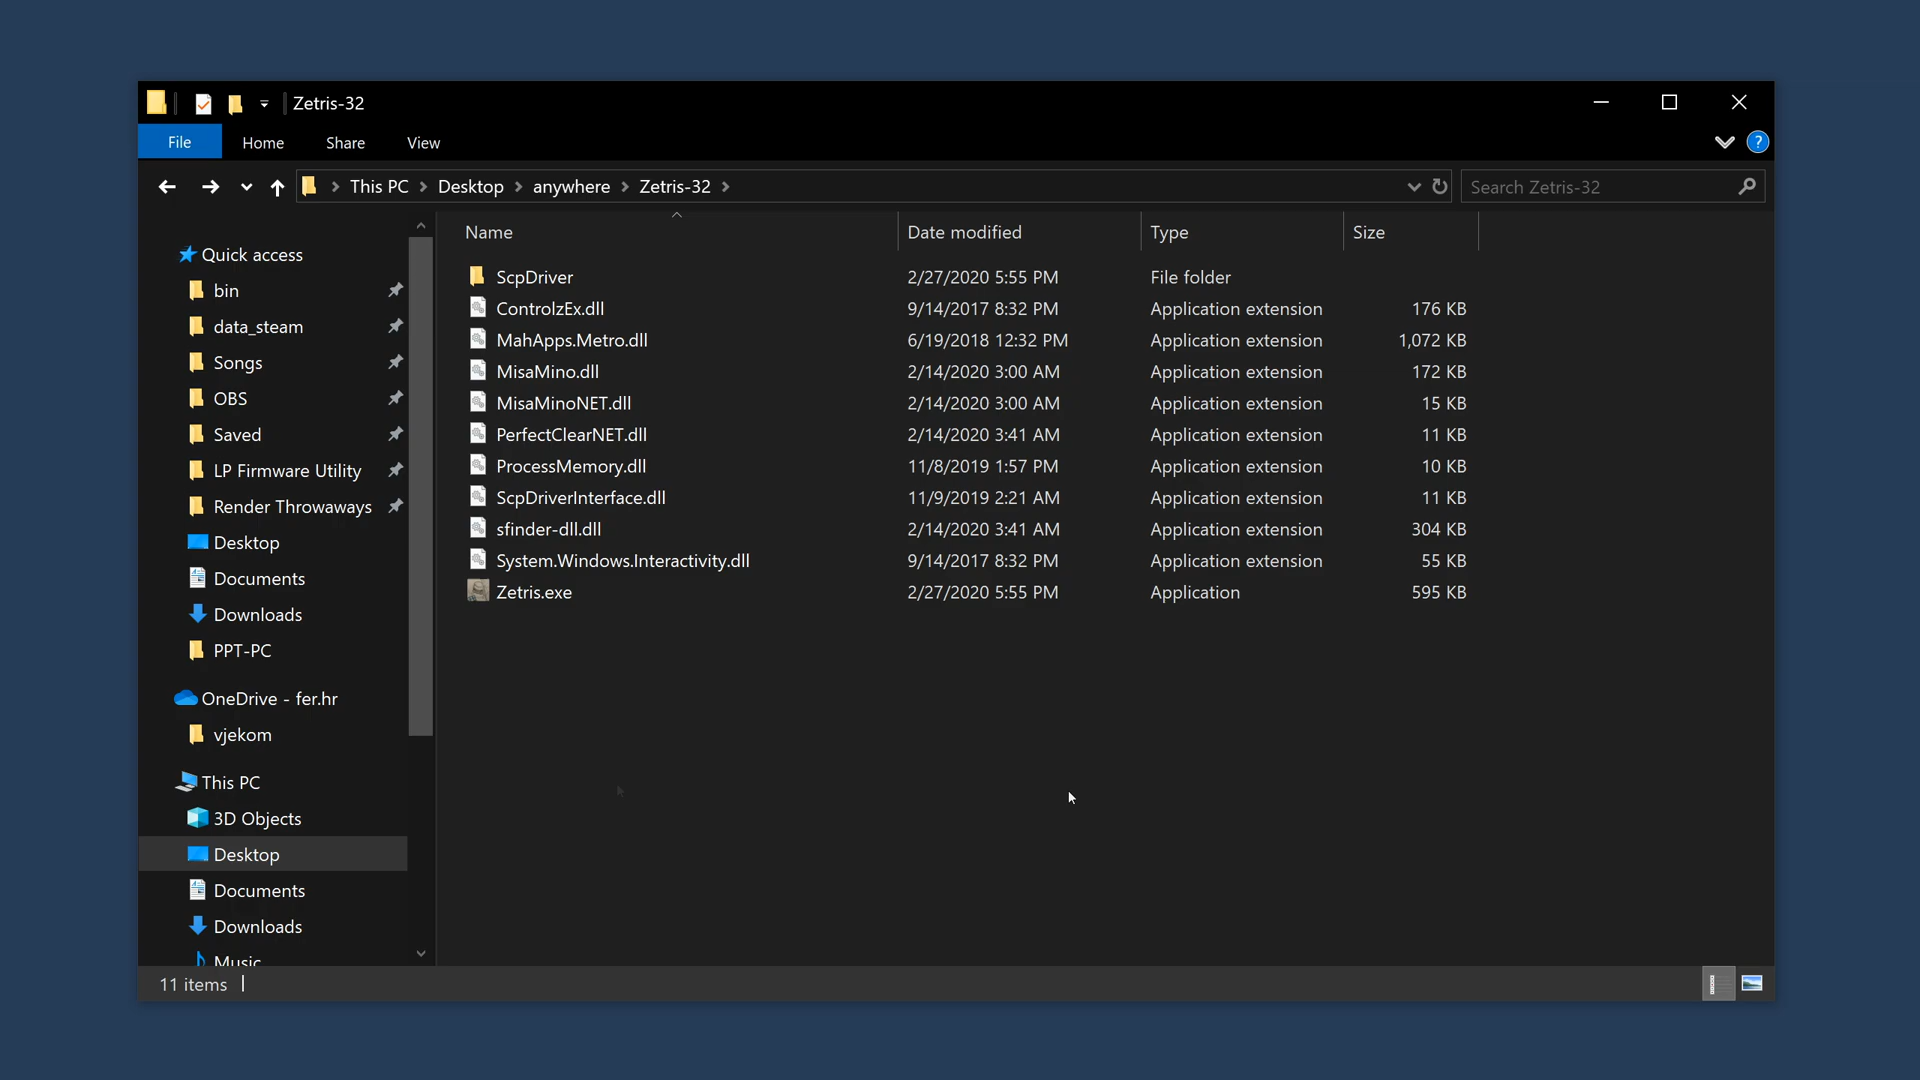 Zetris-32
File Home Share View
This PC Desktop anywhere Zetris-32 Search Zetris-32
Name Date modified Type Size
Quick access
bin
data_steam
Songs
OBS
Saved
LP Firmware Utility
Render Throwaways
Desktop
Documents
Downloads
PPT-PC
OneDrive - fer.hr
vjekom
This PC
3D Objects
Desktop
Documents
Downloads
Music
ScpDriver 2/27/2020 5:55 PM File folder
ControlzEx.dll 9/14/2017 8:32 PM Application extension 176 KB
MahApps.Metro.dll 6/19/2018 12:32 PM Application extension 1,072 KB
MisaMino.dll 2/14/2020 3:00 AM Application extension 172 KB
MisaMinoNET.dll 2/14/2020 3:00 AM Application extension 15 KB
PerfectClearNET.dll 2/14/2020 3:41 AM Application extension 11 KB
ProcessMemory.dll 11/8/2019 1:57 PM Application extension 10 KB
ScpDriverInterface.dll 11/9/2019 2:21 AM Application extension 11 KB
sfinder-dll.dll 2/14/2020 3:41 AM Application extension 304 KB
System.Windows.Interactivity.dll 9/14/2017 8:32 PM Application extension 55 KB
Zetris.exe 2/27/2020 5:55 PM Application 595 KB
11 items